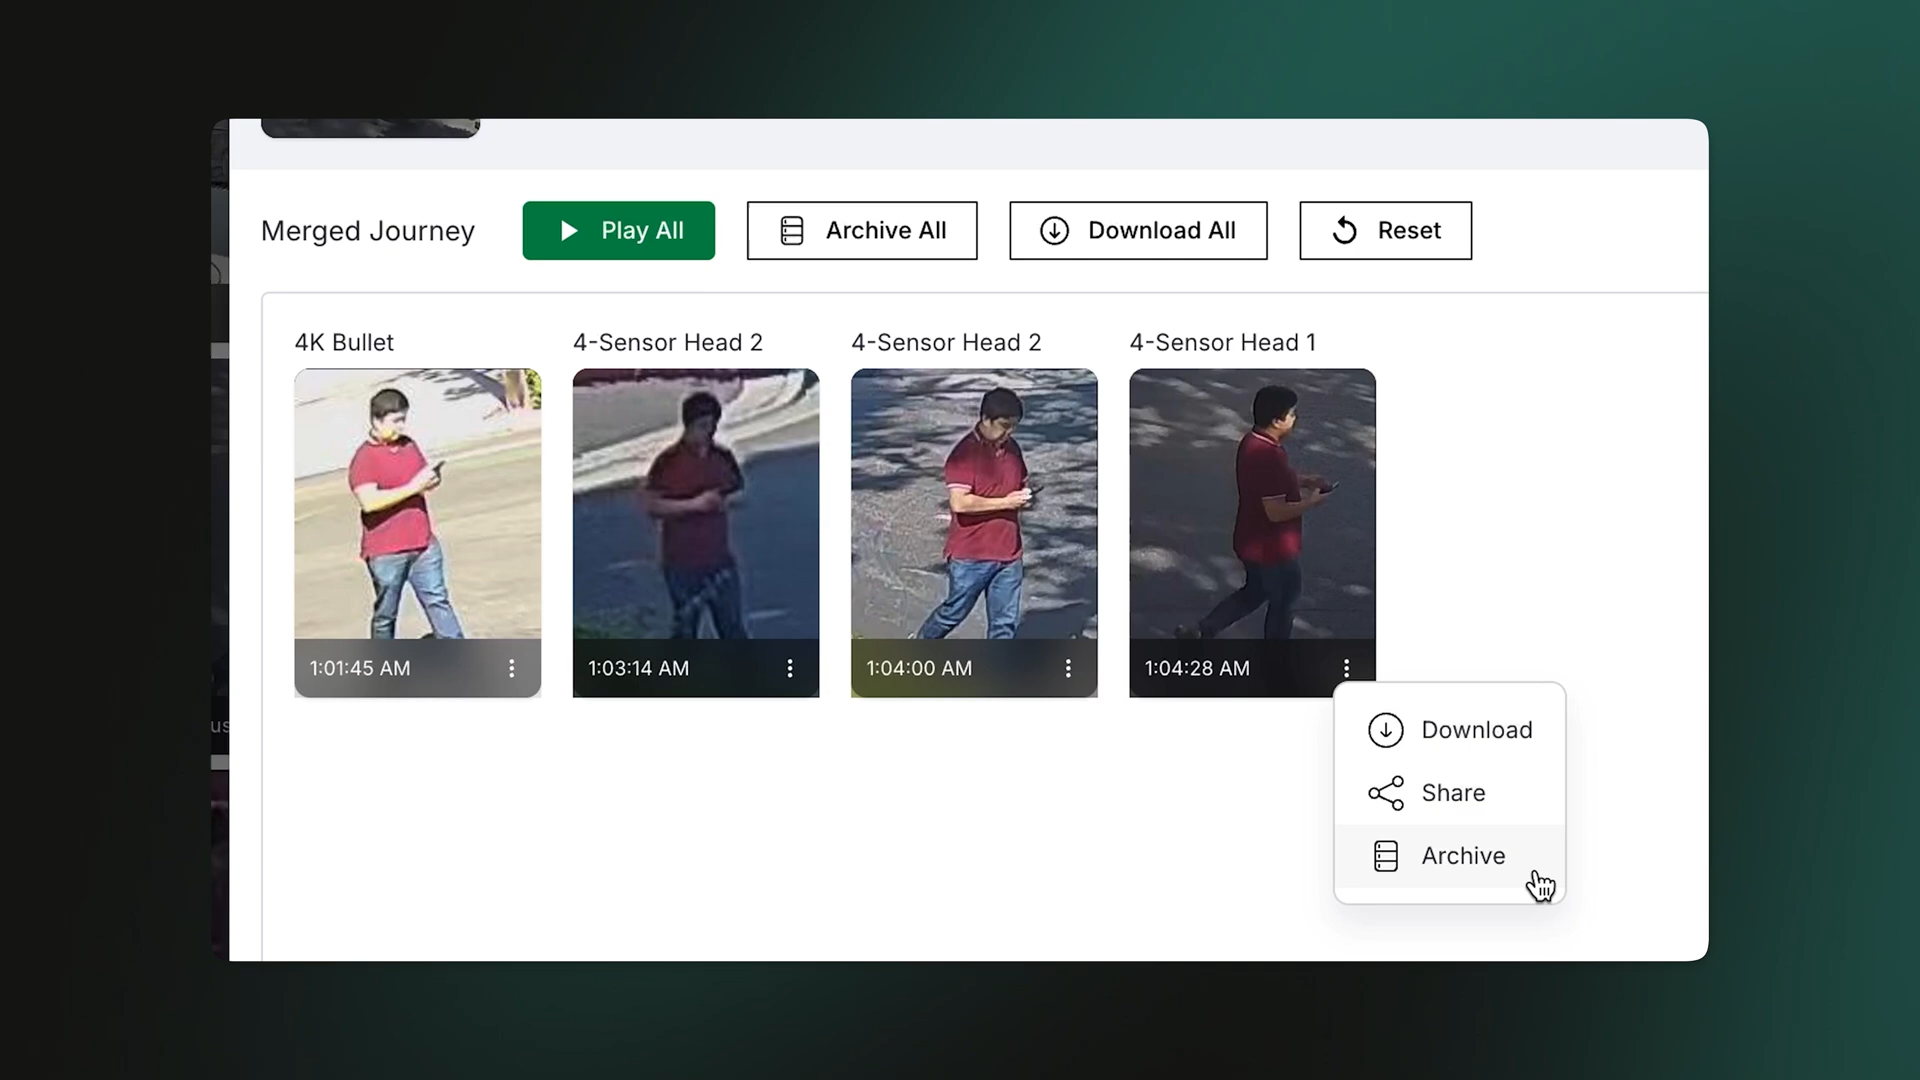 Merged Journey
Play All
Archive All
Download All
Reset
4K Bullet
4-Sensor Head 2
4-Sensor Head 2
4-Sensor Head 1
1:01:45 AM
1:03:14 AM
1:04:00 AM
1:04:28 AM
us
Download
Share
Archive